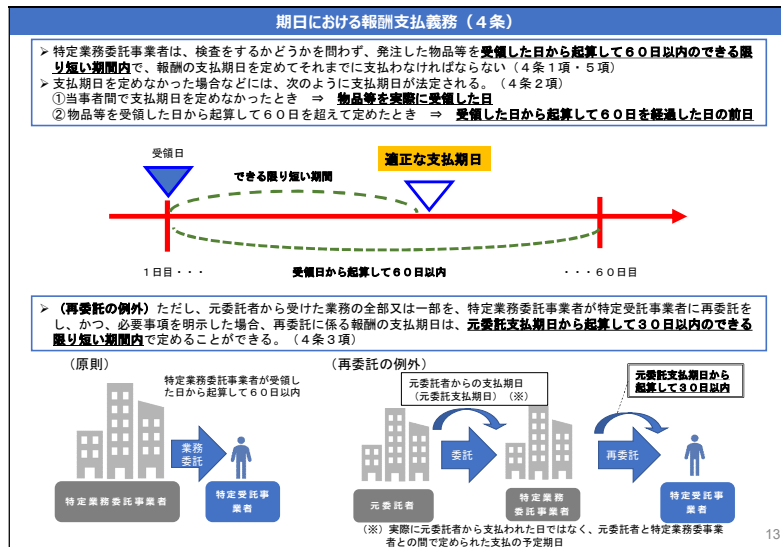 期日における報酬支払義務（４条）
➢ 特定業務委託事業者は、検査をするかどうかを問わず、発注した物品等を受領した日から起算して６０日以内のできる限
り短い期間内で、報酬の支払期日を定めてそれまでに支払わなければならない（４条１項・５項）
➢ 支払期日を定めなかった場合などには、次のように支払期日が法定される。（４条２項）
①当事者間で支払期日を定めなかったとき ⇒ 物品等を実際に受領した日
②物品等を受領した日から起算して６０日を超えて定めたとき ⇒ 受領した日から起算して６０日を経過した日の前日
受領日
適正な支払期日
できる限り短い期間
１日目・・・
受領日から起算して６０日以内
・・・６０日目
➢ （再委託の例外）ただし、元委託者から受けた業務の全部又は一部を、特定業務委託事業者が特定受託事業者に再委託を
し、かつ、必要事項を明示した場合、再委託に係る報酬の支払期日は、元委託支払期日から起算して３０日以内のできる
限り短い期間内で定めることができる。（４条３項）
（原則）
特定業務委託事業者が受領し
た日から起算して６０日以内
業務
委託
特定業務委託事業者
特定受託事
業者
（再委託の例外）
元委託者からの支払期日
（元委託支払期日）（※）
元委託支払期日から
起算して３０日以内
委託
再委託
元委託者
特定業務
委託事業者
特定受託事
業者
（※）実際に元委託者から支払われた日ではなく、元委託者と特定業務委託事業
者との間で定められた支払の予定期日
13